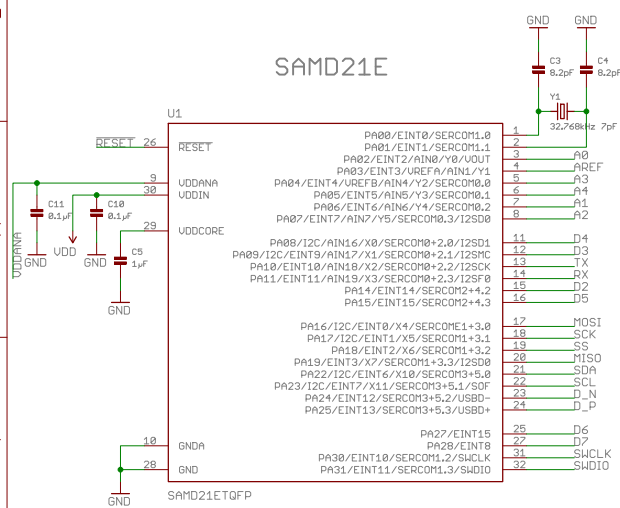 GND GND
SAMD21E
C3 C4
8.2pF 8.2pF
Y1
32.768kHz 7pF
U1
RESET 26 RESET
9 VDDANA
30 VDDIN
C11 C10
0.1µF 0.1µF
29 VDDCORE
C5
1µF
VDDANA
GND VDD GND
GND
PA00/EINT0/SERCOM1.0 1
PA01/EINT1/SERCOM1.1 2
PA02/EINT2/AIN0/Y0/VOUT 3 A0
PA03/EINT3/VREFA/AIN1/Y1 4 AREF
PA04/EINT4/VREFB/AIN4/Y2/SERCOM0.0 5 A3
PA05/EINT5/AIN5/Y3/SERCOM0.1 6 A4
PA06/EINT6/AIN6/Y4/SERCOM0.2 7 A1
PA07/EINT7/AIN7/Y5/SERCOM0.3/I2SD0 8 A2
PA08/I2C/AIN16/X0/SERCOM0+2.0/I2SD1 11 D4
PA09/I2C/EINT9/AIN17/X1/SERCOM0+2.1/I2SMC 12 D3
PA10/EINT10/AIN18/X2/SERCOM0+2.2/I2SCK 13 TX
PA11/EINT11/AIN19/X3/SERCOM0+2.3/I2SF0 14 RX
PA14/EINT14/SERCOM2+4.2 15 D2
PA15/EINT15/SERCOM2+4.3 16 D5
PA16/I2C/EINT0/X4/SERCOME1+3.0 17 MOSI
PA17/I2C/EINT1/X5/SERCOM1+3.1 18 SCK
PA18/EINT2/X6/SERCOM1+3.2 19 SS
PA19/EINT3/X7/SERCOM1+3.3/I2SD0 20 MISO
PA22/I2C/EINT6/X10/SERCOM3+5.0 21 SDA
PA23/I2C/EINT7/X11/SERCOM3+5.1/SOF 22 SCL
PA24/EINT12/SERCOM3+5.2/USBD- 23 D_N
PA25/EINT13/SERCOM3+5.3/USBD+ 24 D_P
PA27/EINT15 25 D6
PA28/EINT8 27 D7
PA30/EINT10/SERCOM1.2/SWCLK 31 SWCLK
PA31/EINT11/SERCOM1.3/SWDIO 32 SWDIO
10 GNDA
28 GND
GND
SAMD21ETQFP